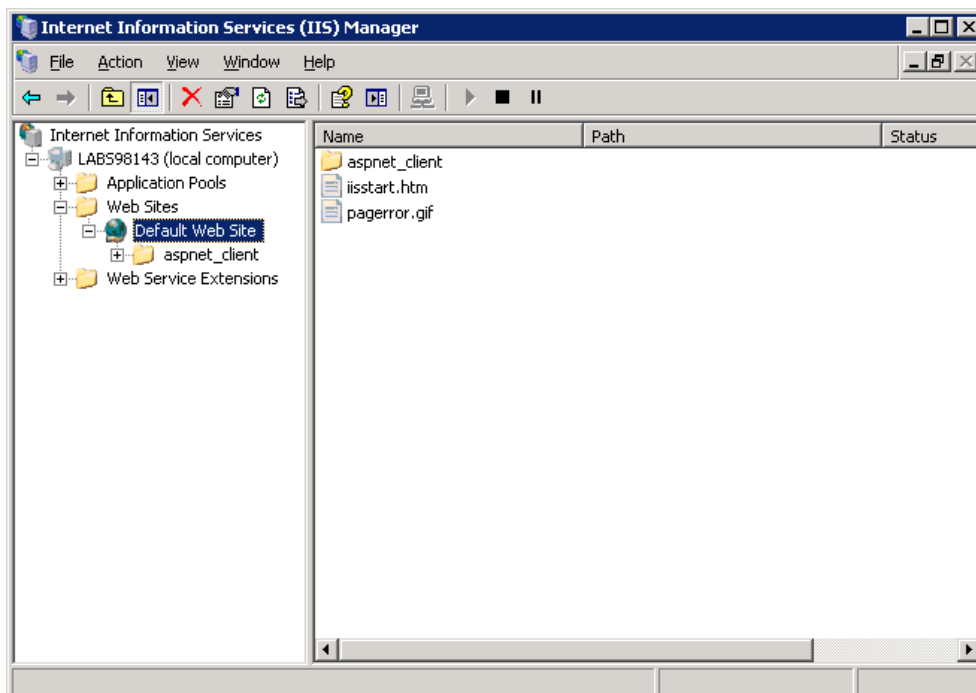 Internet Information Services (IIS) Manager
File Action View Window Help
Internet Information Services
LABS98143 (local computer)
Application Pools
Web Sites
Default Web Site
aspnet_client
Web Service Extensions
Name Path Status
aspnet_client
iisstart.htm
pagerror.gif